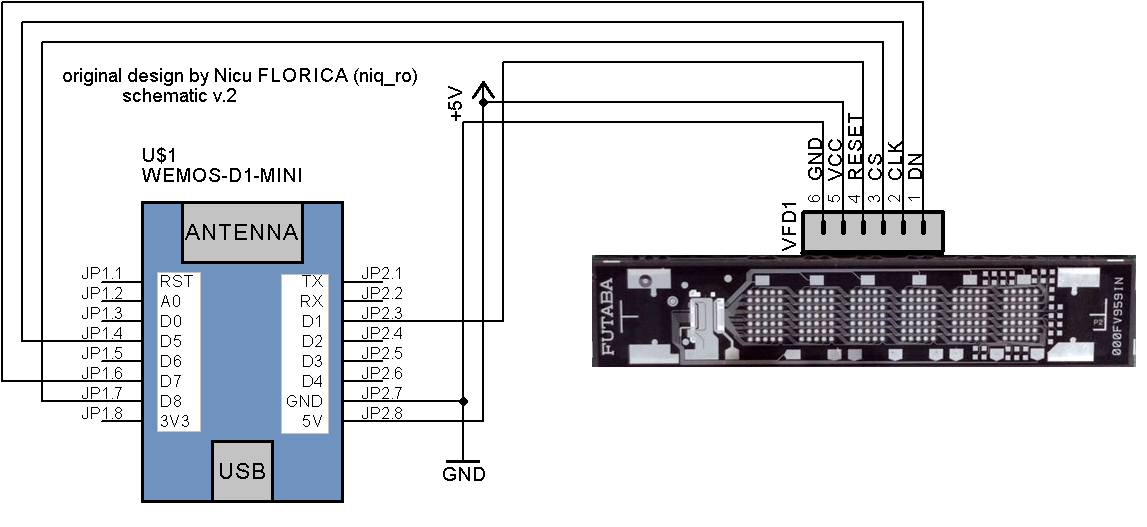 original design by Nicu FLORICA (niq_ro)
schematic v.2
+5V
U$1
WEMOS-D1-MINI
ANTENNA
JP1.1 RST TX JP2.1
JP1.2 A0 RX JP2.2
JP1.3 D0 D1 JP2.3
JP1.4 D5 D2 JP2.4
JP1.5 D6 D3 JP2.5
JP1.6 D7 D4 JP2.6
JP1.7 D8 GND JP2.7
JP1.8 3V3 5V JP2.8
USB
GND
GND VCC RESET CS CLK DN
6 5 4 3 2 1
VFD1
FUTABA
P2
000FV959IN